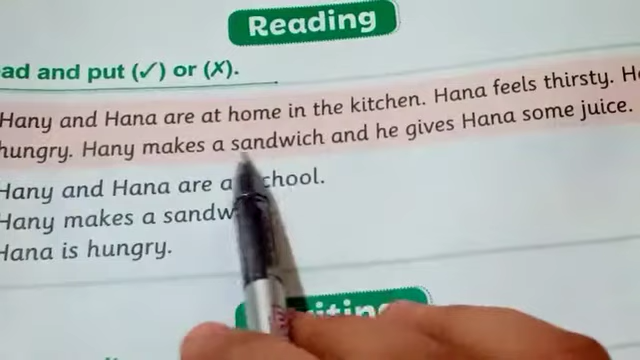 Reading
ad and put (✓) or (✗).
Hany and Hana are at home in the kitchen. Hana feels thirsty. H
hungry. Hany makes a sandwich and he gives Hana some juice.
Hany and Hana are a chool.
Hany makes a sandw
Hana is hungry.